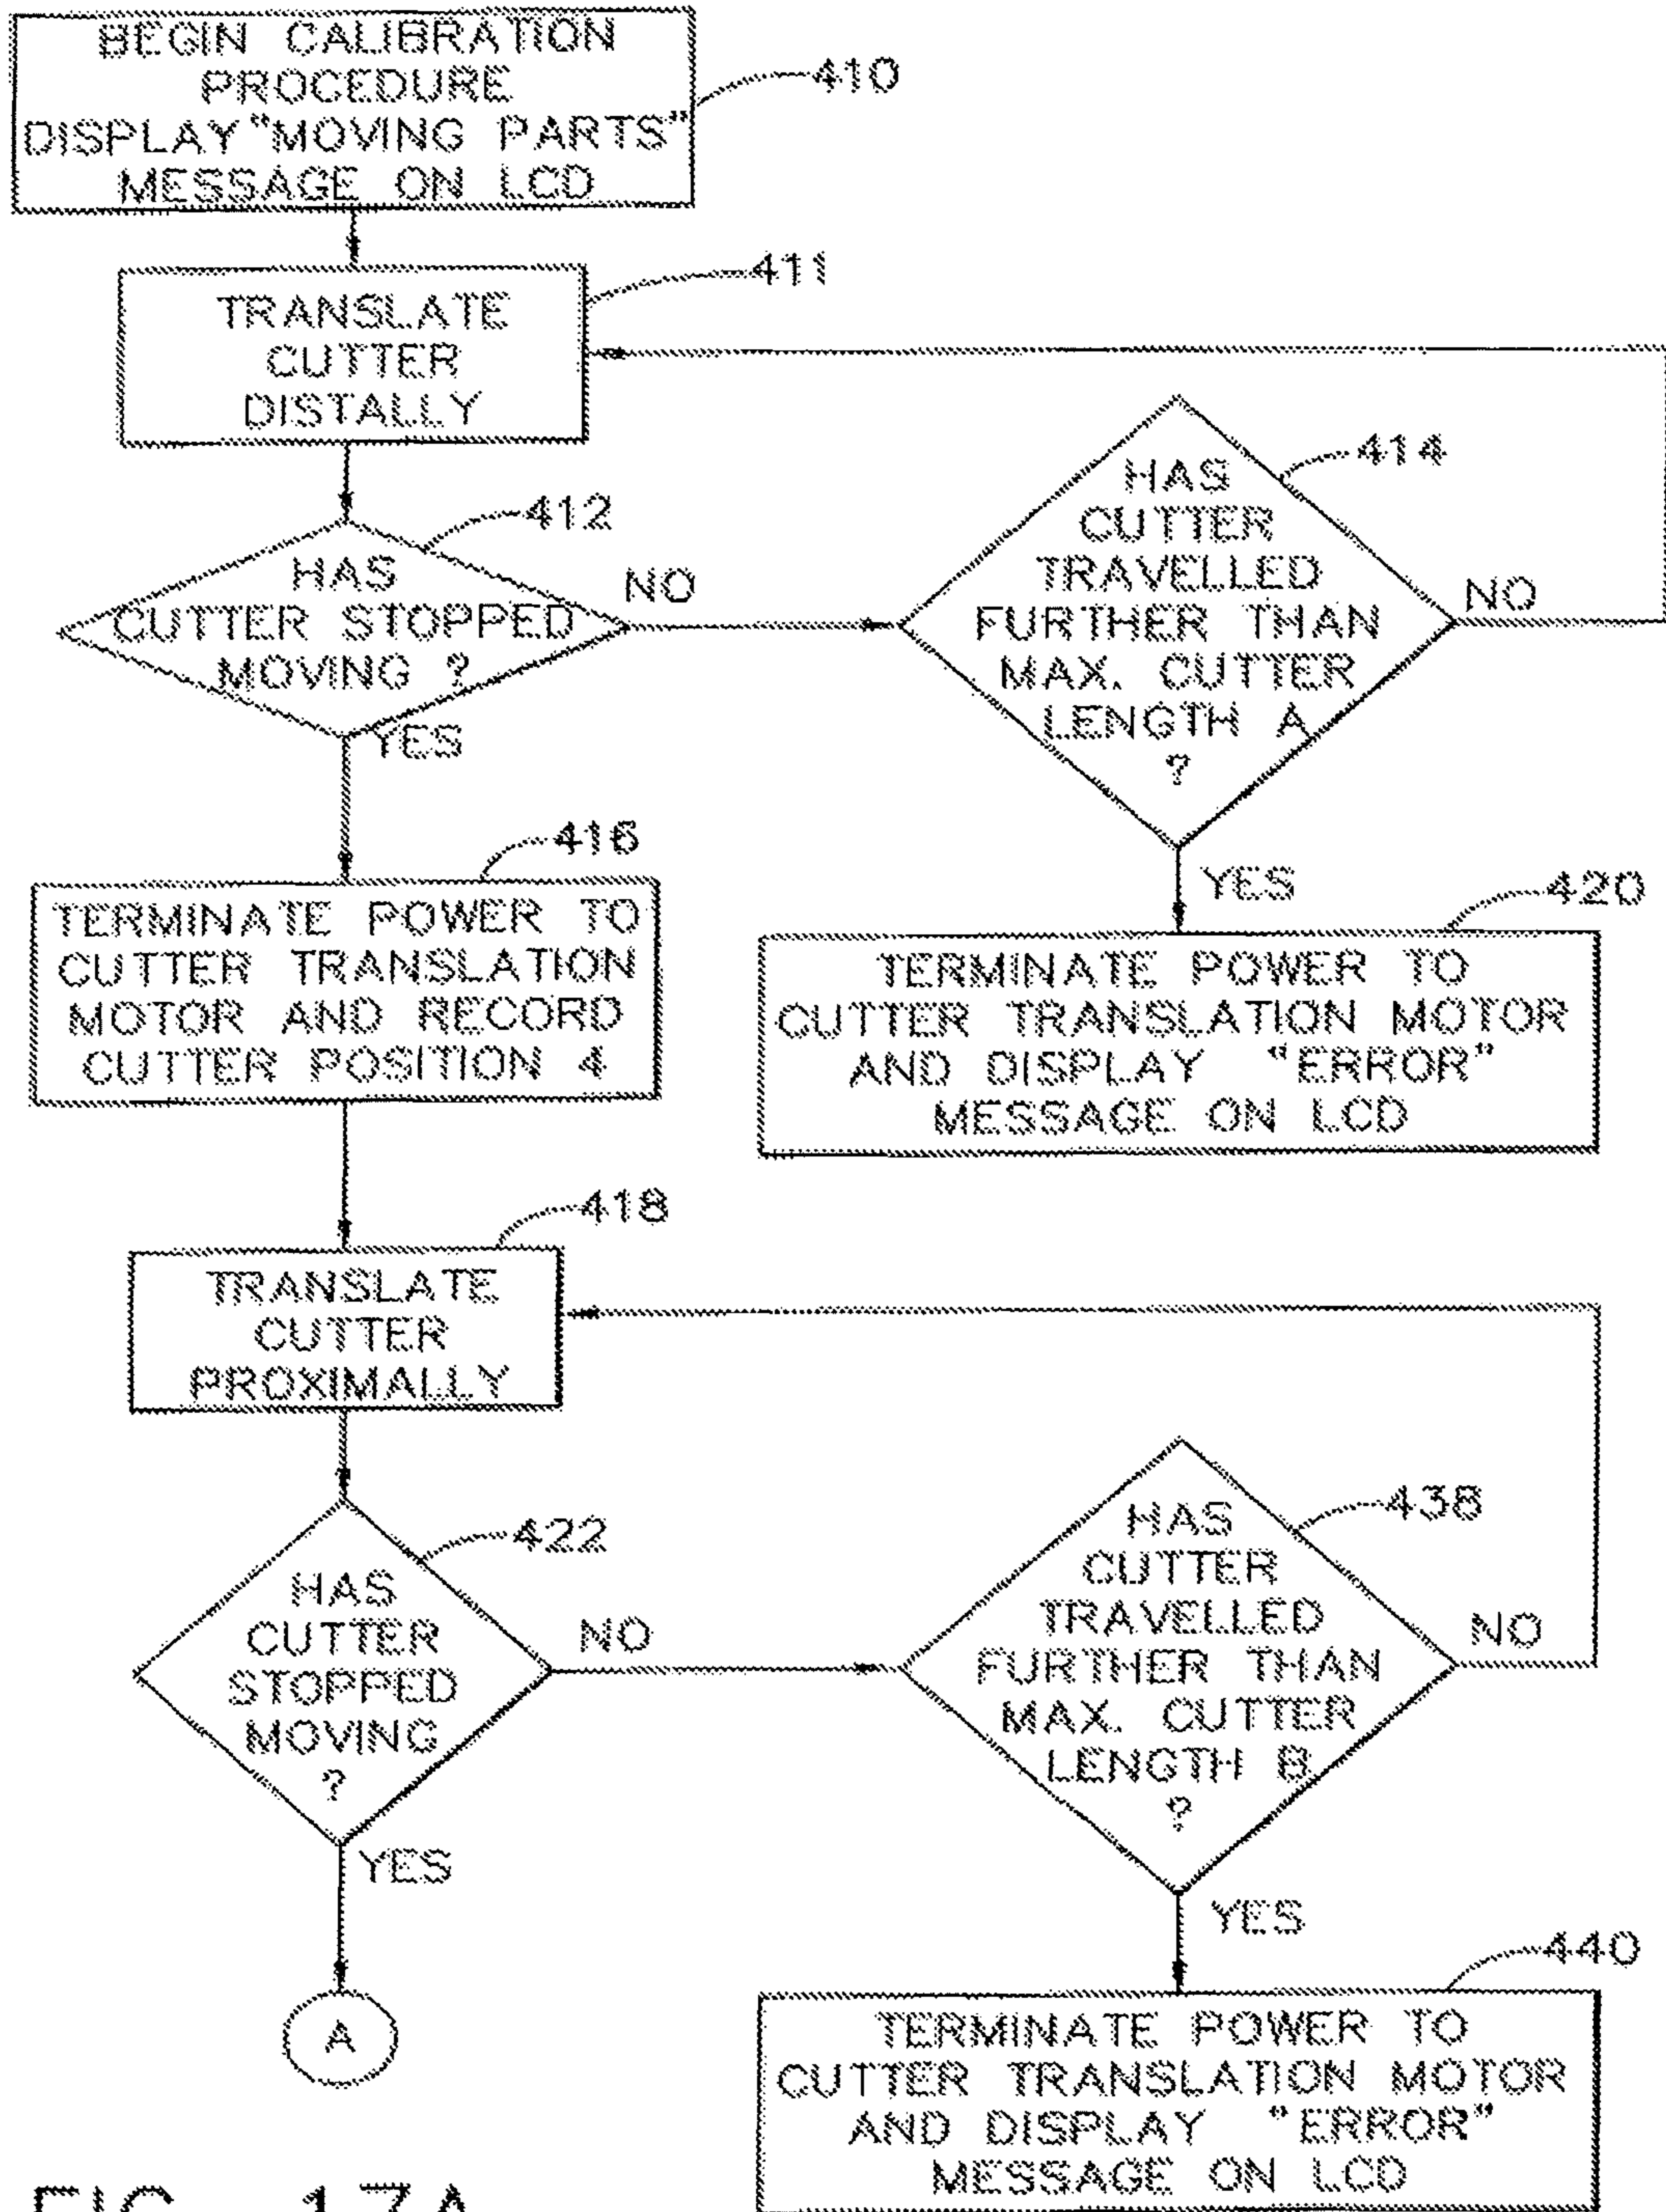 BEGIN CALIBRATION
PROCEDURE
DISPLAY "MOVING PARTS"
MESSAGE ON LCD
410
TRANSLATE
CUTTER
DISTALLY
411
HAS
CUTTER STOPPED
MOVING ?
412
NO
YES
HAS
CUTTER
TRAVELLED
FURTHER THAN
MAX. CUTTER
LENGTH A
?
414
NO
YES
TERMINATE POWER TO
CUTTER TRANSLATION
MOTOR AND RECORD
CUTTER POSITION 4
416
TERMINATE POWER TO
CUTTER TRANSLATION MOTOR
AND DISPLAY "ERROR"
MESSAGE ON LCD
420
TRANSLATE
CUTTER
PROXIMALLY
418
HAS
CUTTER
STOPPED
MOVING
?
422
NO
YES
HAS
CUTTER
TRAVELLED
FURTHER THAN
MAX. CUTTER
LENGTH B
?
438
NO
YES
A
TERMINATE POWER TO
CUTTER TRANSLATION MOTOR
AND DISPLAY "ERROR"
MESSAGE ON LCD
440
FIG. 17A